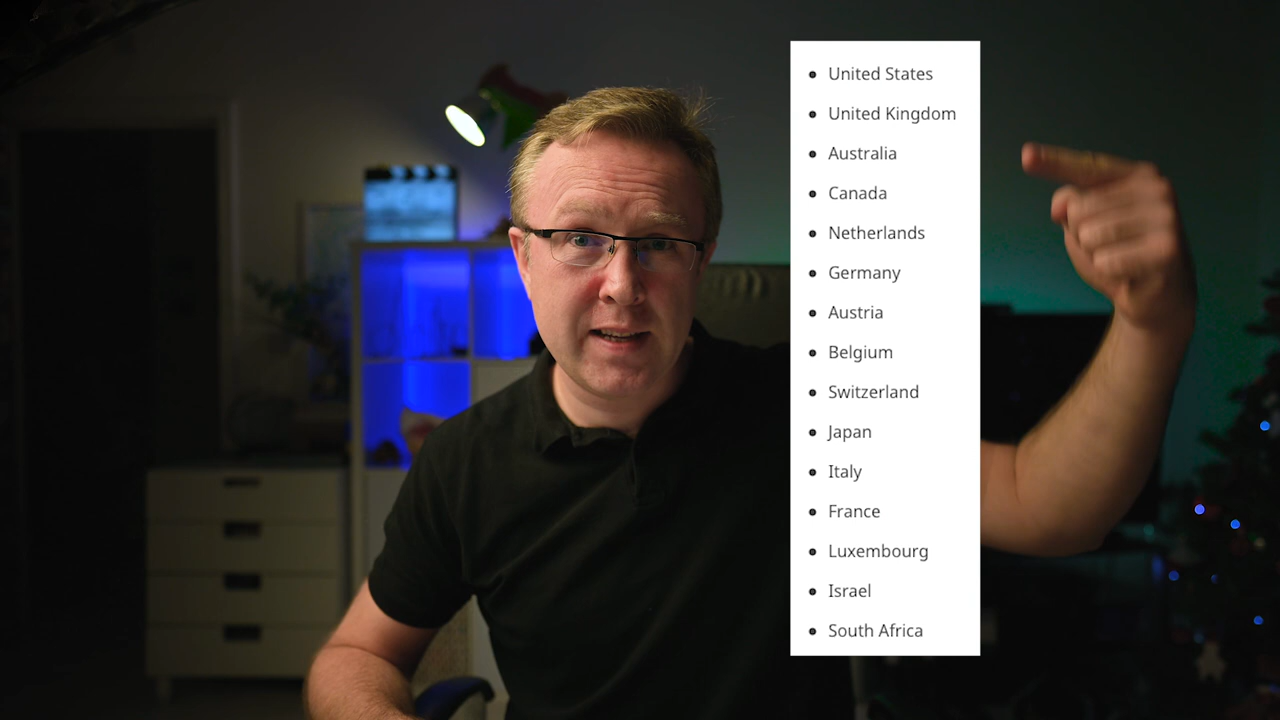 United States
United Kingdom
Australia
Canada
Netherlands
Germany
Austria
Belgium
Switzerland
Japan
Italy
France
Luxembourg
Israel
South Africa